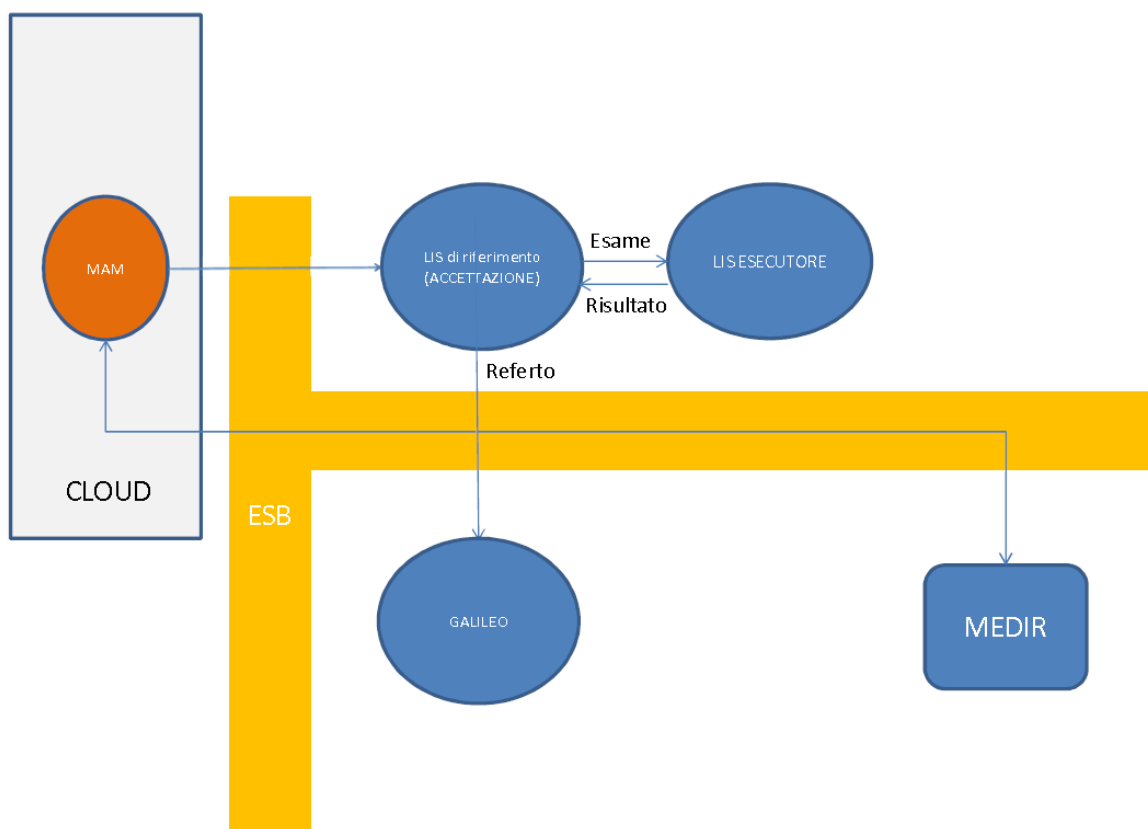 MAM
LIS di riferimento
(ACCETTAZIONE)
Esame
LIS ESECUTORE
Risultato
Referto
CLOUD
ESB
GALILEO
MEDIR